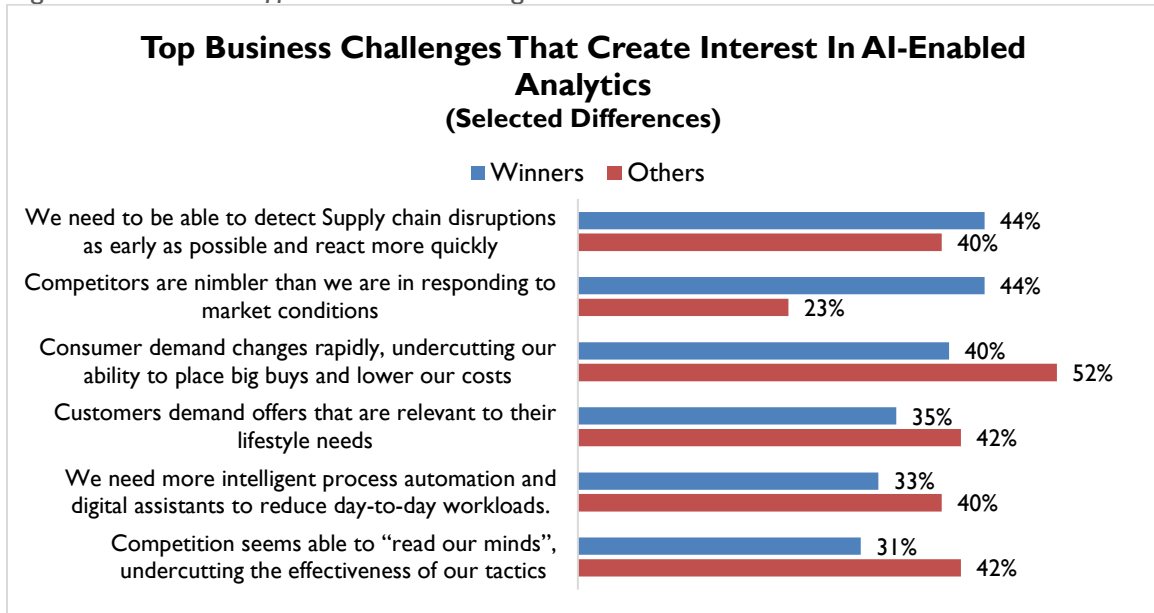 Top Business Challenges That Create Interest In AI-Enabled
Analytics
(Selected Differences)
Winners Others
We need to be able to detect Supply chain disruptions
as early as possible and react more quickly
44%
40%
Competitors are nimbler than we are in responding to
market conditions
44%
23%
Consumer demand changes rapidly, undercutting our
ability to place big buys and lower our costs
40%
52%
Customers demand offers that are relevant to their
lifestyle needs
35%
42%
We need more intelligent process automation and
digital assistants to reduce day-to-day workloads.
33%
40%
Competition seems able to “read our minds”,
undercutting the effectiveness of our tactics
31%
42%